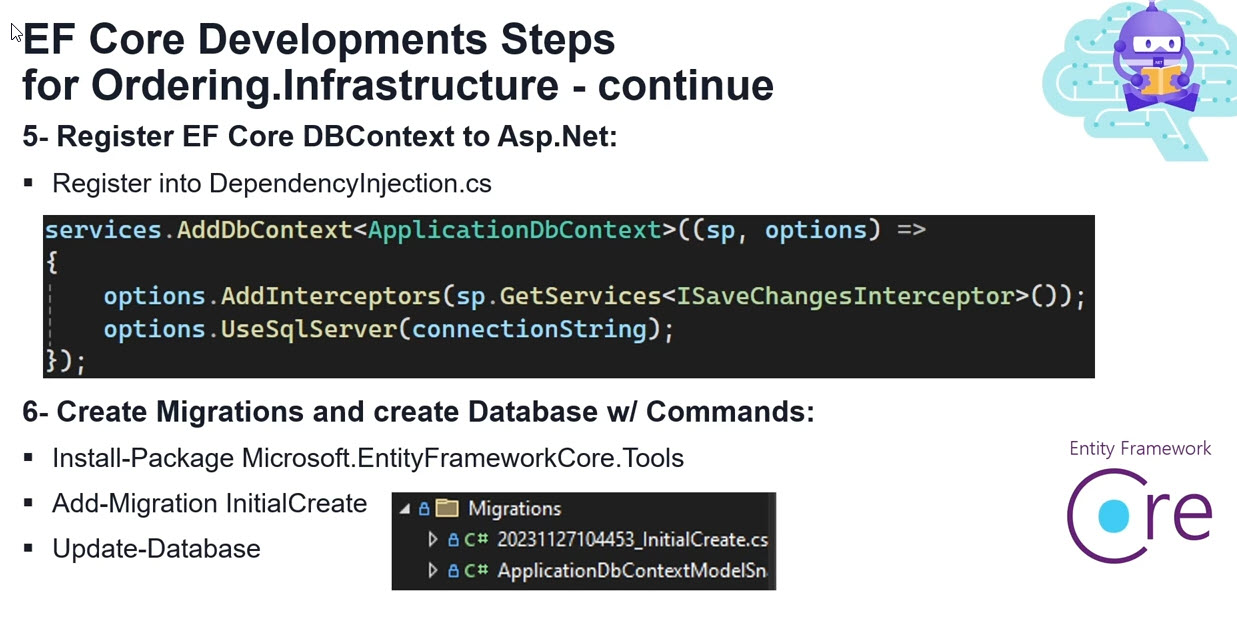 EF Core Developments Steps
for Ordering.Infrastructure - continue
5- Register EF Core DBContext to Asp.Net:
▪ Register into DependencyInjection.cs
services.AddDbContext<ApplicationDbContext>((sp, options) =>
{
    options.AddInterceptors(sp.GetServices<ISaveChangesInterceptor>());
    options.UseSqlServer(connectionString);
});
6- Create Migrations and create Database w/ Commands:
▪ Install-Package Microsoft.EntityFrameworkCore.Tools
▪ Add-Migration InitialCreate
▪ Update-Database
Migrations
C# 20231127104453_InitialCreate.cs
C# ApplicationDbContextModelSn
Entity Framework
Core
.NET